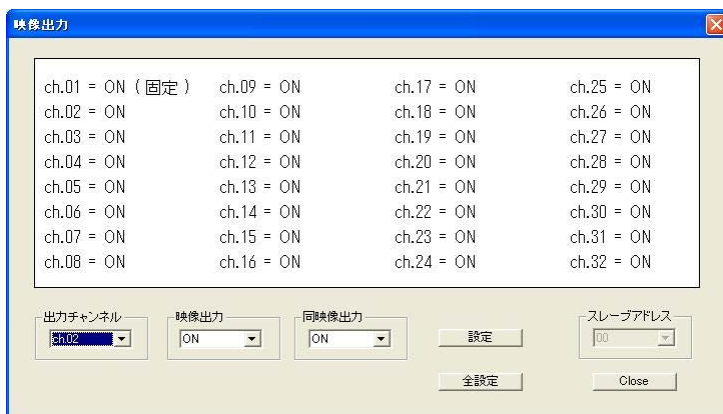 映像出力
ch.01 = ON ( 固定 ) ch.09 = ON ch.17 = ON ch.25 = ON
ch.02 = ON ch.10 = ON ch.18 = ON ch.26 = ON
ch.03 = ON ch.11 = ON ch.19 = ON ch.27 = ON
ch.04 = ON ch.12 = ON ch.20 = ON ch.28 = ON
ch.05 = ON ch.13 = ON ch.21 = ON ch.29 = ON
ch.06 = ON ch.14 = ON ch.22 = ON ch.30 = ON
ch.07 = ON ch.15 = ON ch.23 = ON ch.31 = ON
ch.08 = ON ch.16 = ON ch.24 = ON ch.32 = ON
出力チャンネル 映像出力 同映像出力 スレーブアドレス
ch.02 ON ON 設定 00
全設定 Close